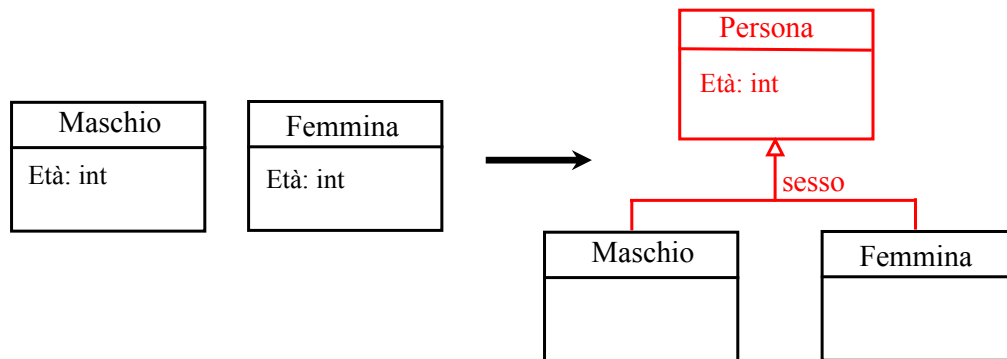 Maschio
Età: int
Femmina
Età: int
Persona
Età: int
sesso
Maschio
Femmina